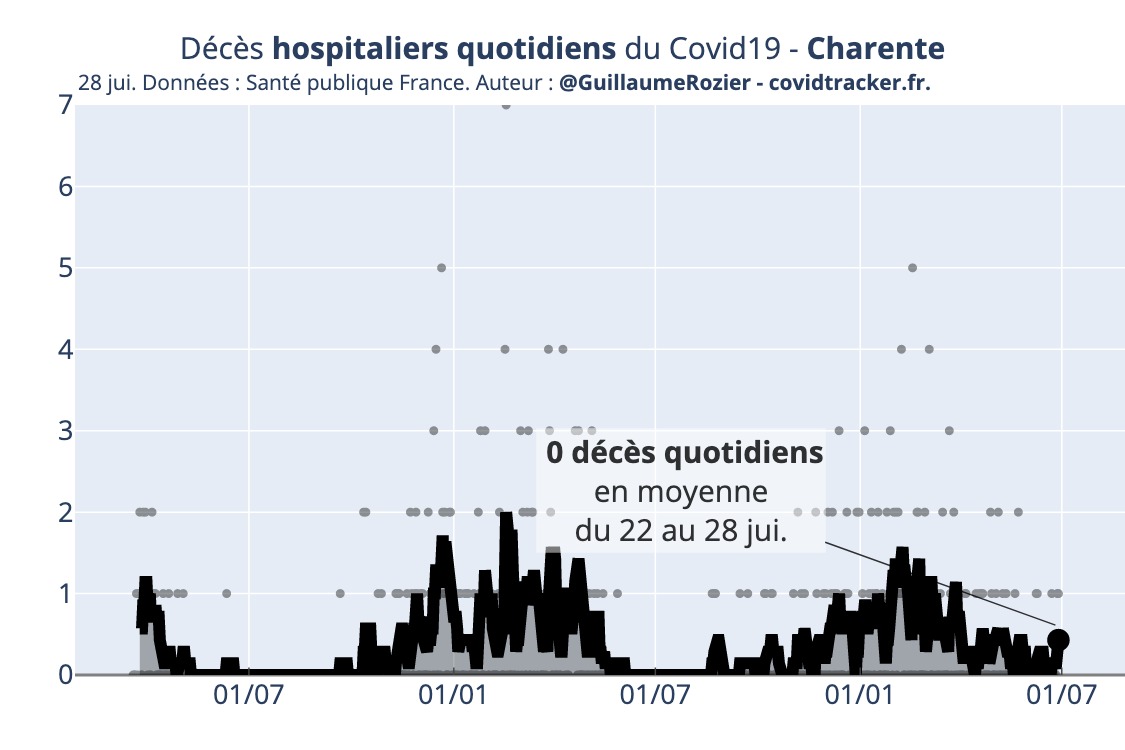 Décès hospitaliers quotidiens du Covid19 - Charente
28 jui. Données : Santé publique France. Auteur : @GuillaumeRozier - covidtracker.fr.
7
6
5
4
3
0 décès quotidiens
en moyenne
2
du 22 au 28 jui.
1
0
01/07 01/01 01/07 01/01 01/07